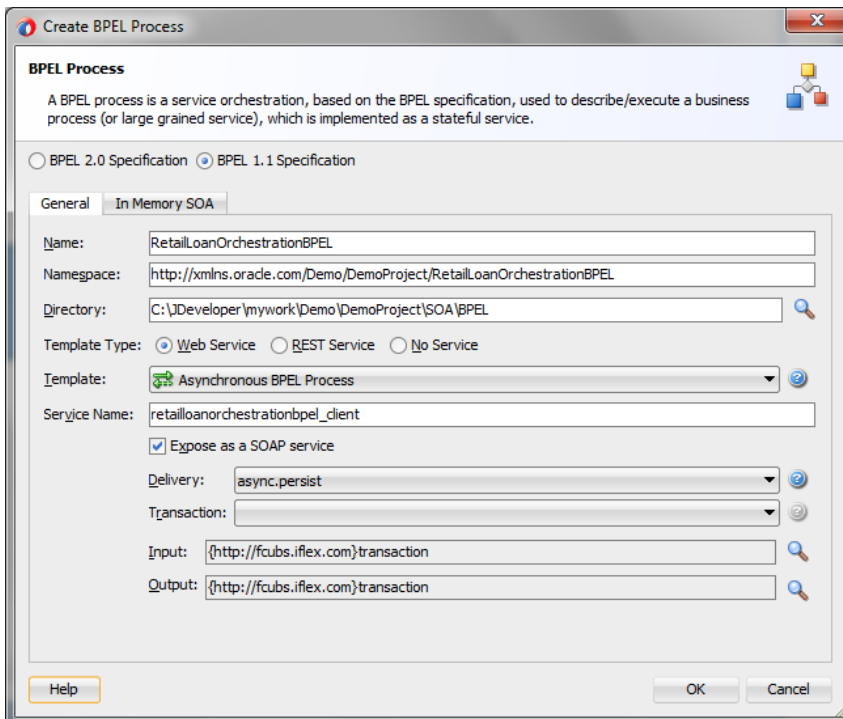 Create BPEL Process
BPEL Process
A BPEL process is a service orchestration, based on the BPEL specification, used to describe/execute a business
process (or large grained service), which is implemented as a stateful service.
BPEL 2.0 Specification BPEL 1.1 Specification
General In Memory SOA
Name: RetailLoanOrchestrationBPEL
Namespace: http://xmlns.oracle.com/Demo/DemoProject/RetailLoanOrchestrationBPEL
Directory: C:\JDeveloper\mywork\Demo\DemoProject\SOA\BPEL
Template Type: Web Service REST Service No Service
Template: Asynchronous BPEL Process
Service Name: retailloanorchestrationbpel_client
Expose as a SOAP service
Delivery: async.persist
Transaction:
Input: {http://fcubs.iflex.com}transaction
Output: {http://fcubs.iflex.com}transaction
Help OK Cancel